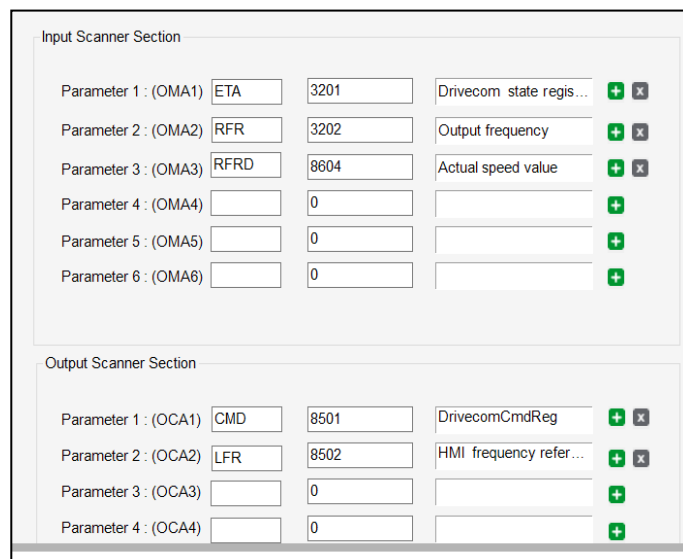 Input Scanner Section
Parameter 1 : (OMA1) ETA 3201 Drivecom state regis...
Parameter 2 : (OMA2) RFR 3202 Output frequency
Parameter 3 : (OMA3) RFRD 8604 Actual speed value
Parameter 4 : (OMA4) 0
Parameter 5 : (OMA5) 0
Parameter 6 : (OMA6) 0
Output Scanner Section
Parameter 1 : (OCA1) CMD 8501 DrivecomCmdReg
Parameter 2 : (OCA2) LFR 8502 HMI frequency refer...
Parameter 3 : (OCA3) 0
Parameter 4 : (OCA4) 0